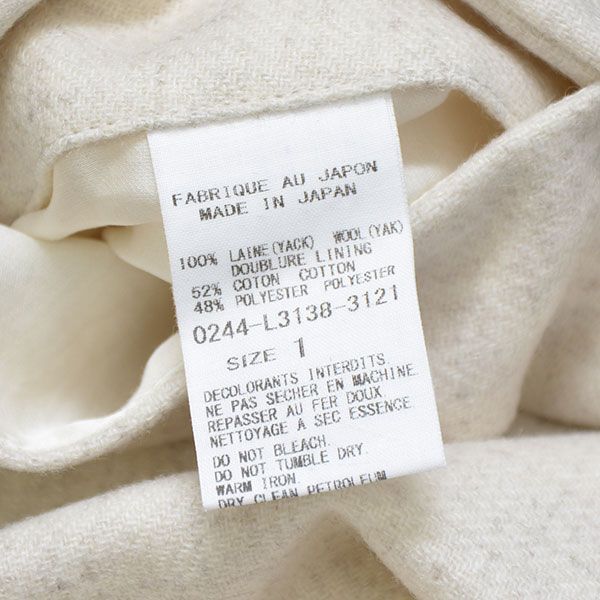 FABRIQUE AU JAPON
MADE IN JAPAN
100% LAINE(YACK) WOOL(YAK)
DOUBLURE LINING
52% COTON COTTON
48% POLYESTER POLYESTER
0244-L3138-3121
SIZE 1
DECOLORANTS INTERDITS.
NE PAS SECHER EN MACHINE.
REPASSER AU FER DOUX.
NETTOYAGE A SEC ESSENCE.
DO NOT BLEACH.
DO NOT TUMBLE DRY.
WARM IRON.
DRY CLEAN PETROLEUM